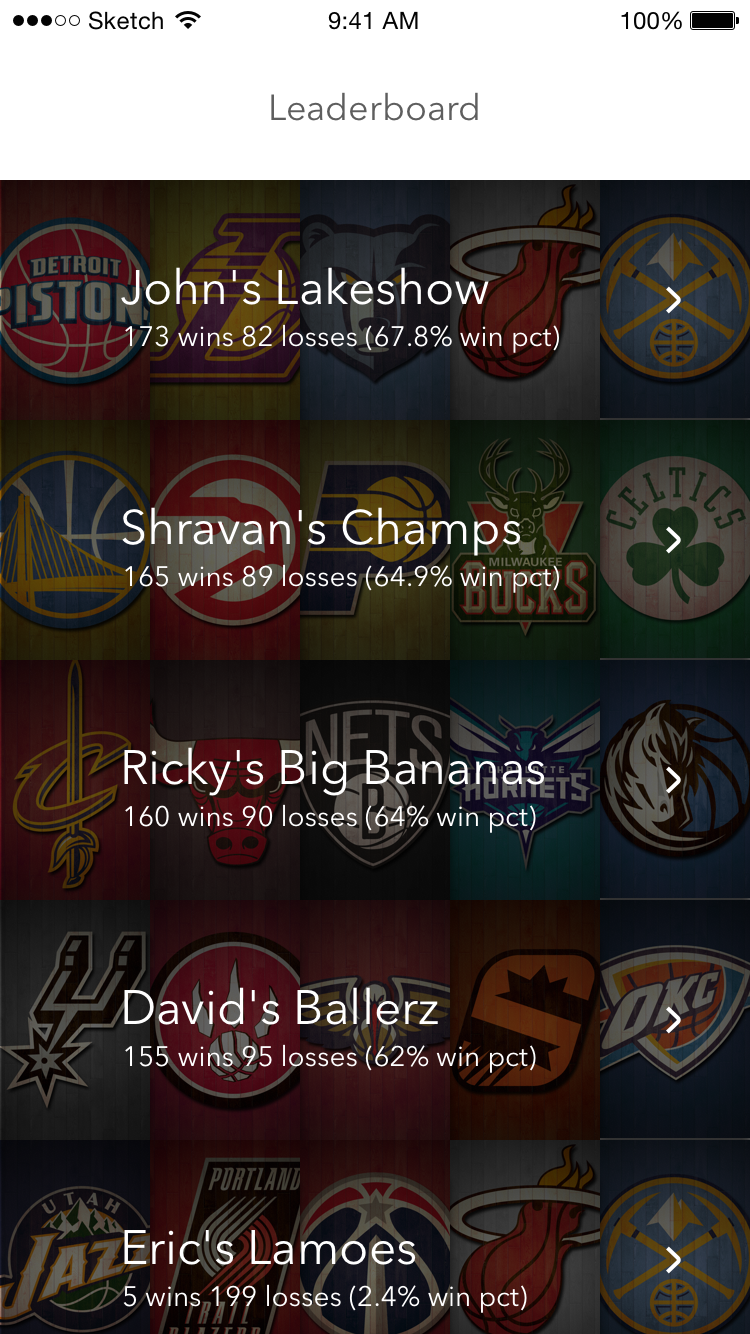 Sketch 9:41 AM 100%
Leaderboard
DETROIT
PISTONS
John's Lakeshow
173 wins 82 losses (67.8% win pct)
CELTICS
Shravan's Champs
MILWAUKEE
165 wins 89 losses (64.9% win pct)
BUCKS
NETS
Ricky's Big Bananas
HORNETS
B
160 wins 90 losses (64% win pct)
OKC
David's Ballerz
155 wins 95 losses (62% win pct)
PORTLAND
UTAH
JAZZ
Eric's Lamoes
5 wins 199 losses (2.4% win pct)
TRAIL
BLAZERS